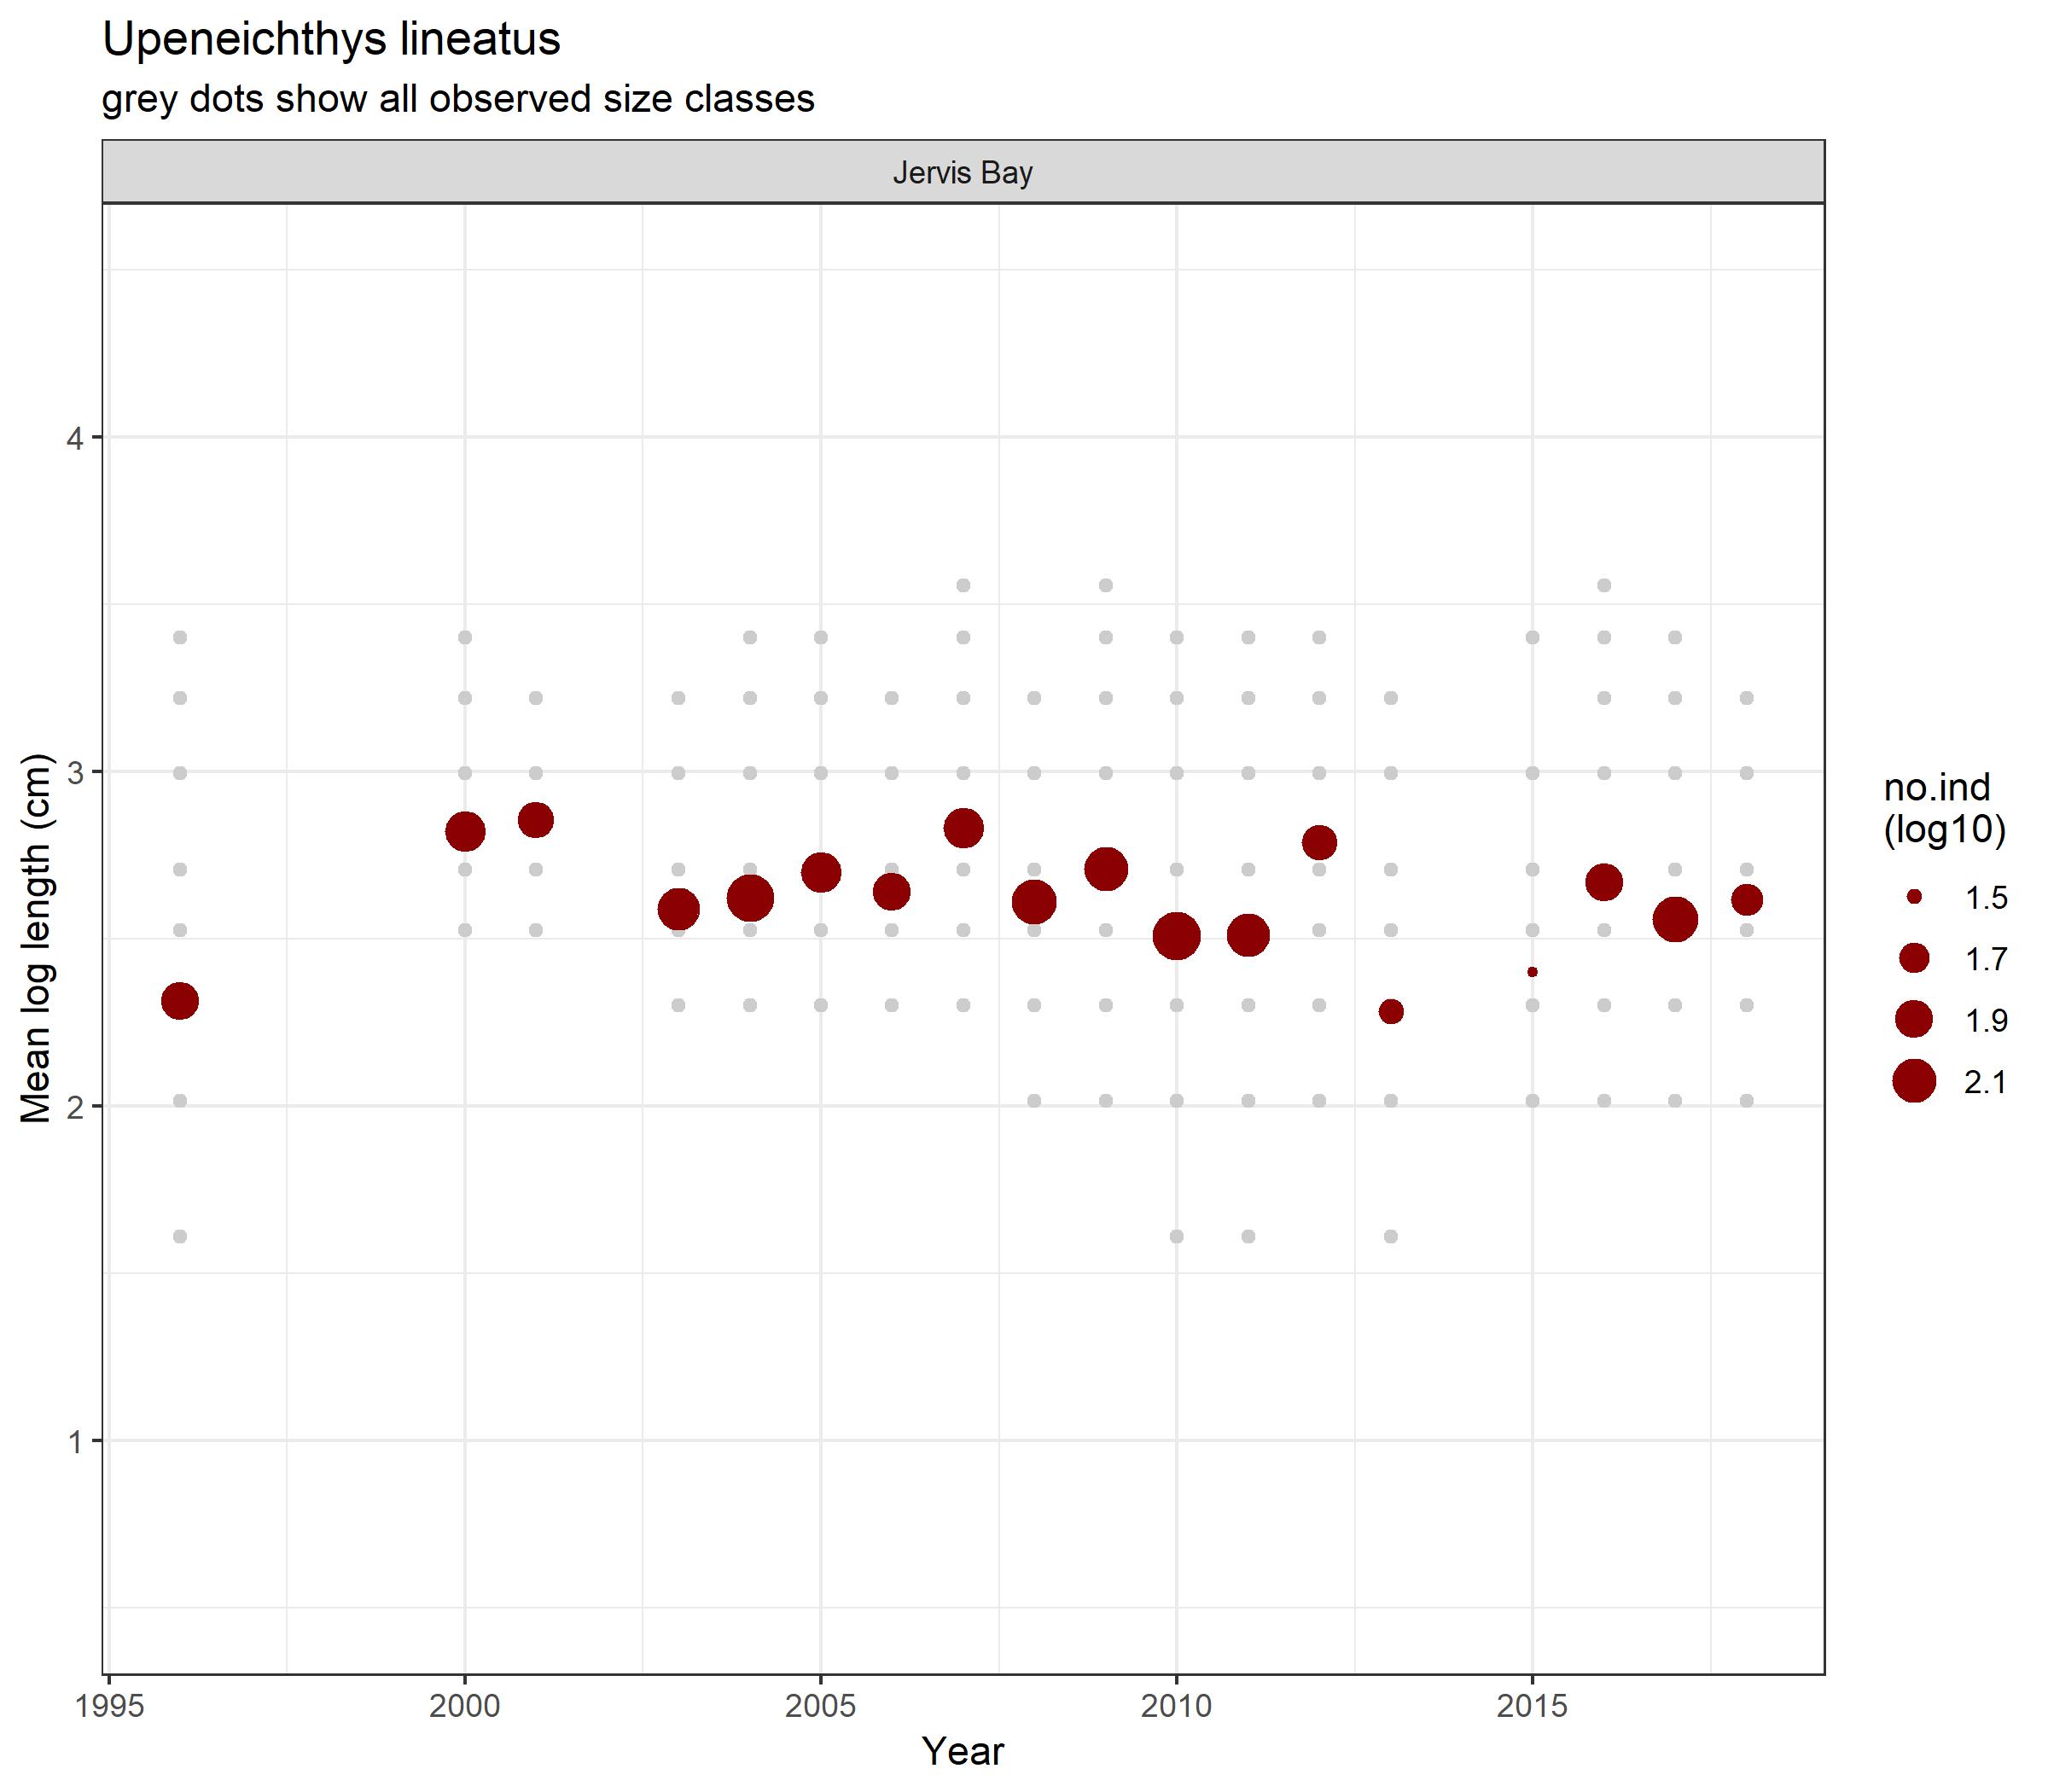 Upeneichthys lineatus
grey dots show all observed size classes
Jervis Bay
Mean log length (cm)
4
3
2
1
1995 2000 2005 2010 2015
Year
no.ind
(log10)
1.5
1.7
1.9
2.1